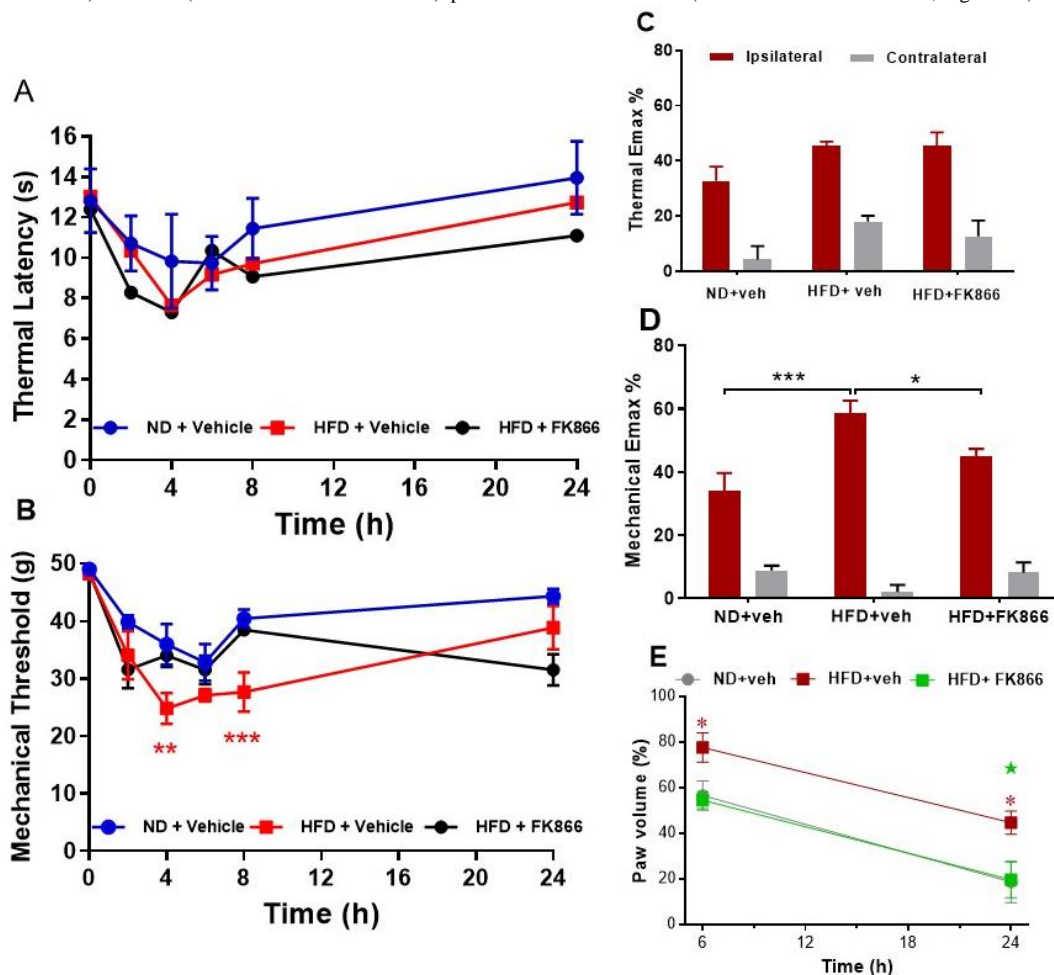 A
Thermal Latency (s)
16
14
12
10
8
6
4
2
0
ND + Vehicle HFD + Vehicle HFD + FK866
0 4 8 12 16 20 24
Time (h)
B
Mechanical Threshold (g)
50
40
30
20
10
0
** ***
ND + Vehicle HFD + Vehicle HFD + FK866
0 4 8 12 16 20 24
Time (h)
C
Ipsilateral Contralateral
Thermal Emax %
80
60
40
20
0
ND+veh HFD+ veh HFD+FK866
D
Mechanical Emax %
80
60
40
20
0
*** *
ND+veh HFD+veh HFD+FK866
E
ND+veh HFD+veh HFD+ FK866
Paw volume (%)
100
80
60
40
20
0
* ★ *
6 12 18 24
Time (h)